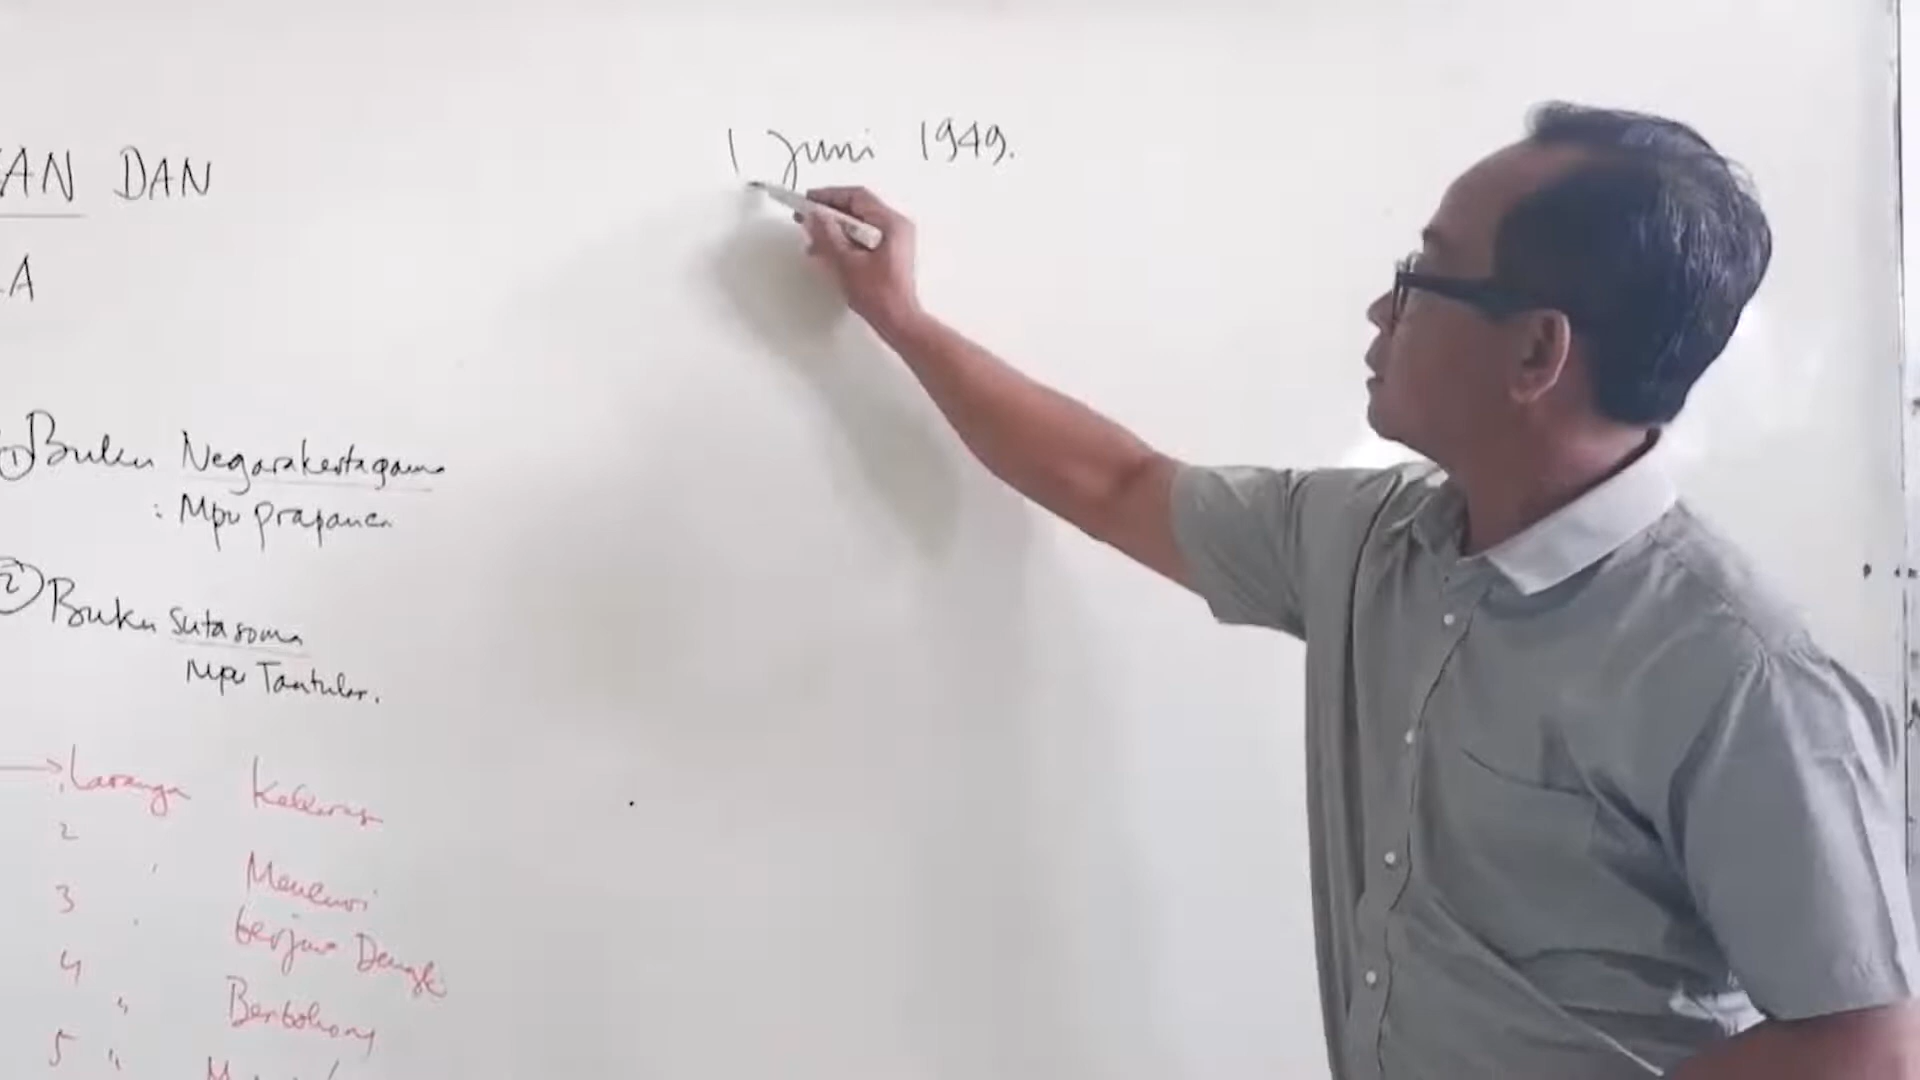 AN DAN
A
1 Juni 1949.
① Buku Negarakertagama
: Mpu prapanca
② Buku Sutasoma
Mpu Tantular.
→ Larangan Kekerasan
2 " Mencuri
3 " berjiwa Dengki
4 " Berbohong
5 "